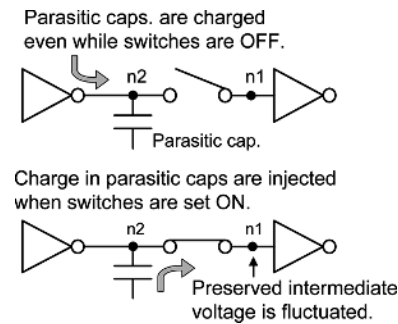 Parasitic caps. are charged
even while switches are OFF.
n2
n1
Parasitic cap.
Charge in parasitic caps are injected
when switches are set ON.
n2
n1
Preserved intermediate
voltage is fluctuated.